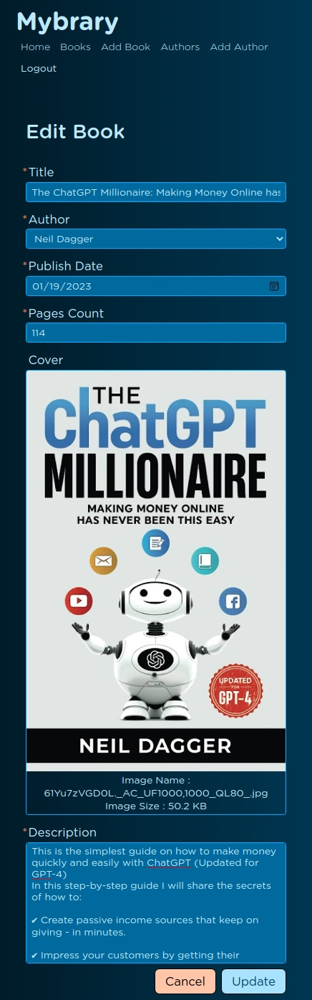 Mybrary
Home Books Add Book Authors Add Author
Logout
Edit Book
*Title
The ChatGPT Millionaire: Making Money Online has
*Author
Neil Dagger
*Publish Date
01/19/2023
*Pages Count
114
Cover
THE
ChatGPT
MILLIONAIRE
MAKING MONEY ONLINE
HAS NEVER BEEN THIS EASY
UPDATED
FOR
GPT-4
NEIL DAGGER
Image Name :
61Yu7zVGD0L._AC_UF1000,1000_QL80_.jpg
Image Size : 50.2 KB
*Description
This is the simplest guide on how to make money
quickly and easily with ChatGPT (Updated for
GPT-4)
In this step-by-step guide I will share the secrets
of how to:
✔ Create passive income sources that keep on
giving - in minutes.
✔ Impress your customers by getting their
Cancel Update